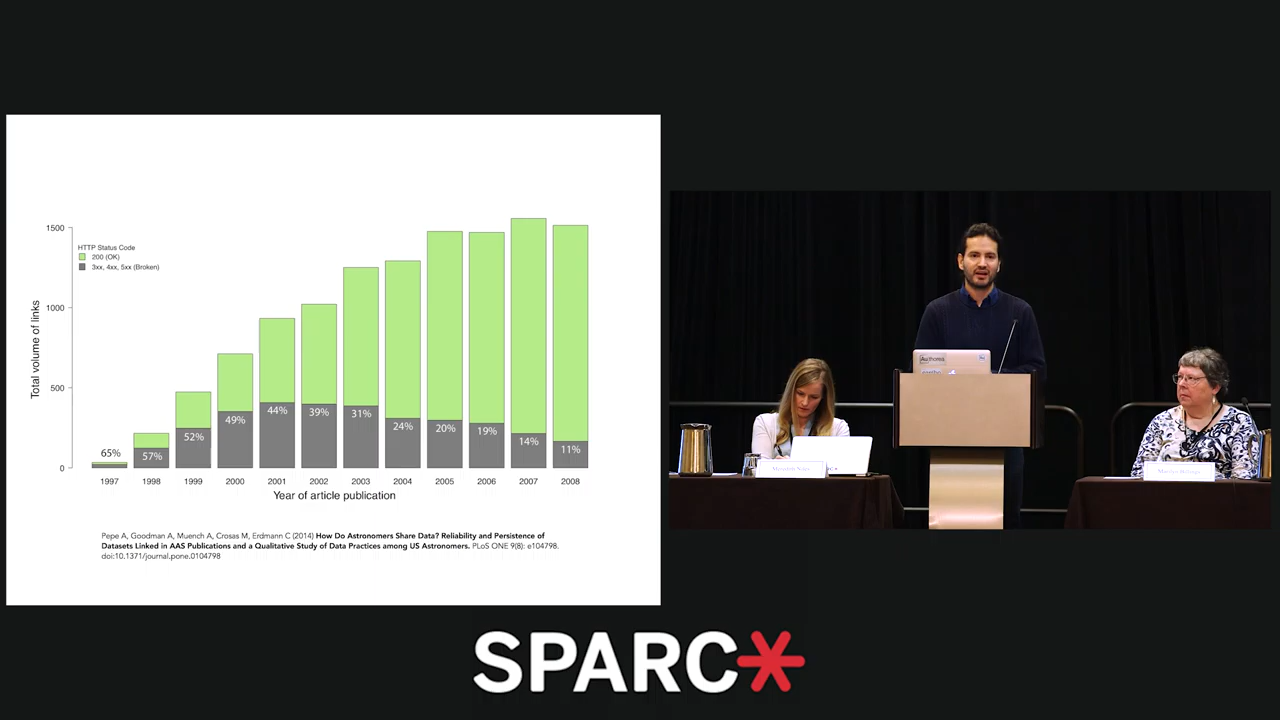 1500
1000
500
0
Total volume of links
HTTP Status Code
200 (OK)
3xx, 4xx, 5xx (Broken)
65%
57%
52%
49%
44%
39%
31%
24%
20%
19%
14%
11%
1997 1998 1999 2000 2001 2002 2003 2004 2005 2006 2007 2008
Year of article publication
Pepe A, Goodman A, Muench A, Crosas M, Erdmann C (2014) How Do Astronomers Share Data? Reliability and Persistence of
Datasets Linked in AAS Publications and a Qualitative Study of Data Practices among US Astronomers. PLoS ONE 9(8): e104798.
doi:10.1371/journal.pone.0104798
Authorea
SPARC